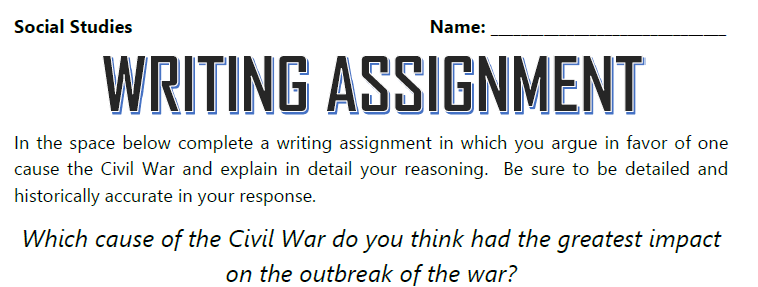 Social Studies Name: ______________________________
WRITING ASSIGNMENT
In the space below complete a writing assignment in which you argue in favor of one
cause the Civil War and explain in detail your reasoning. Be sure to be detailed and
historically accurate in your response.
Which cause of the Civil War do you think had the greatest impact
on the outbreak of the war?